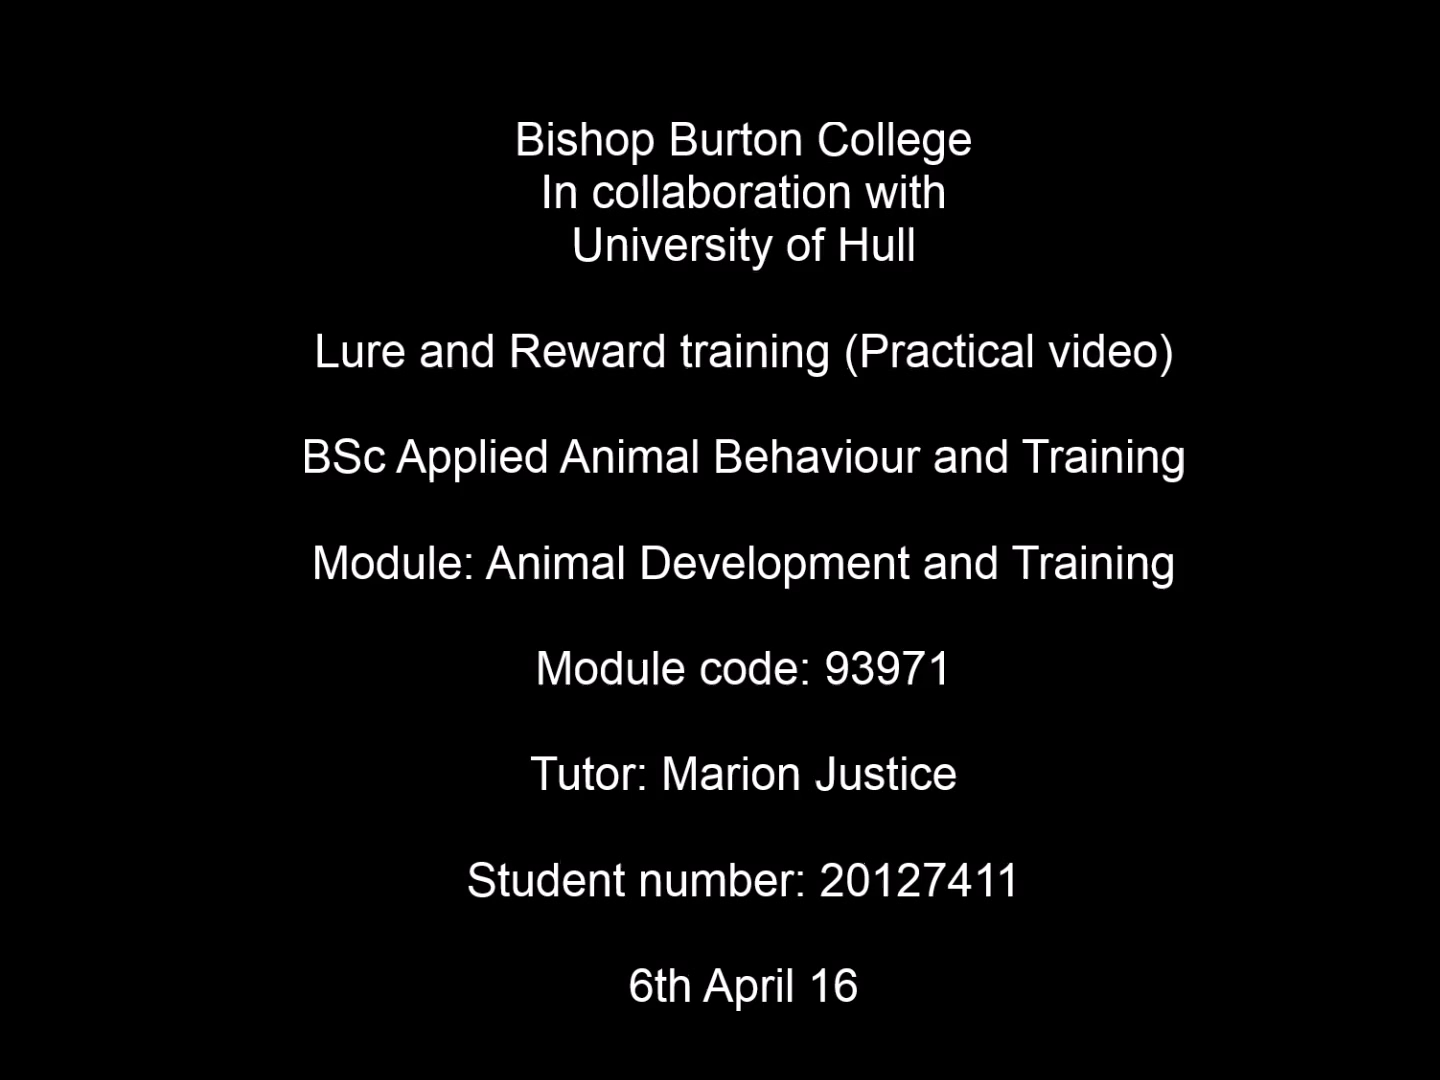 Bishop Burton College
In collaboration with
University of Hull
Lure and Reward training (Practical video)
BSc Applied Animal Behaviour and Training
Module: Animal Development and Training
Module code: 93971
Tutor: Marion Justice
Student number: 20127411
6th April 16